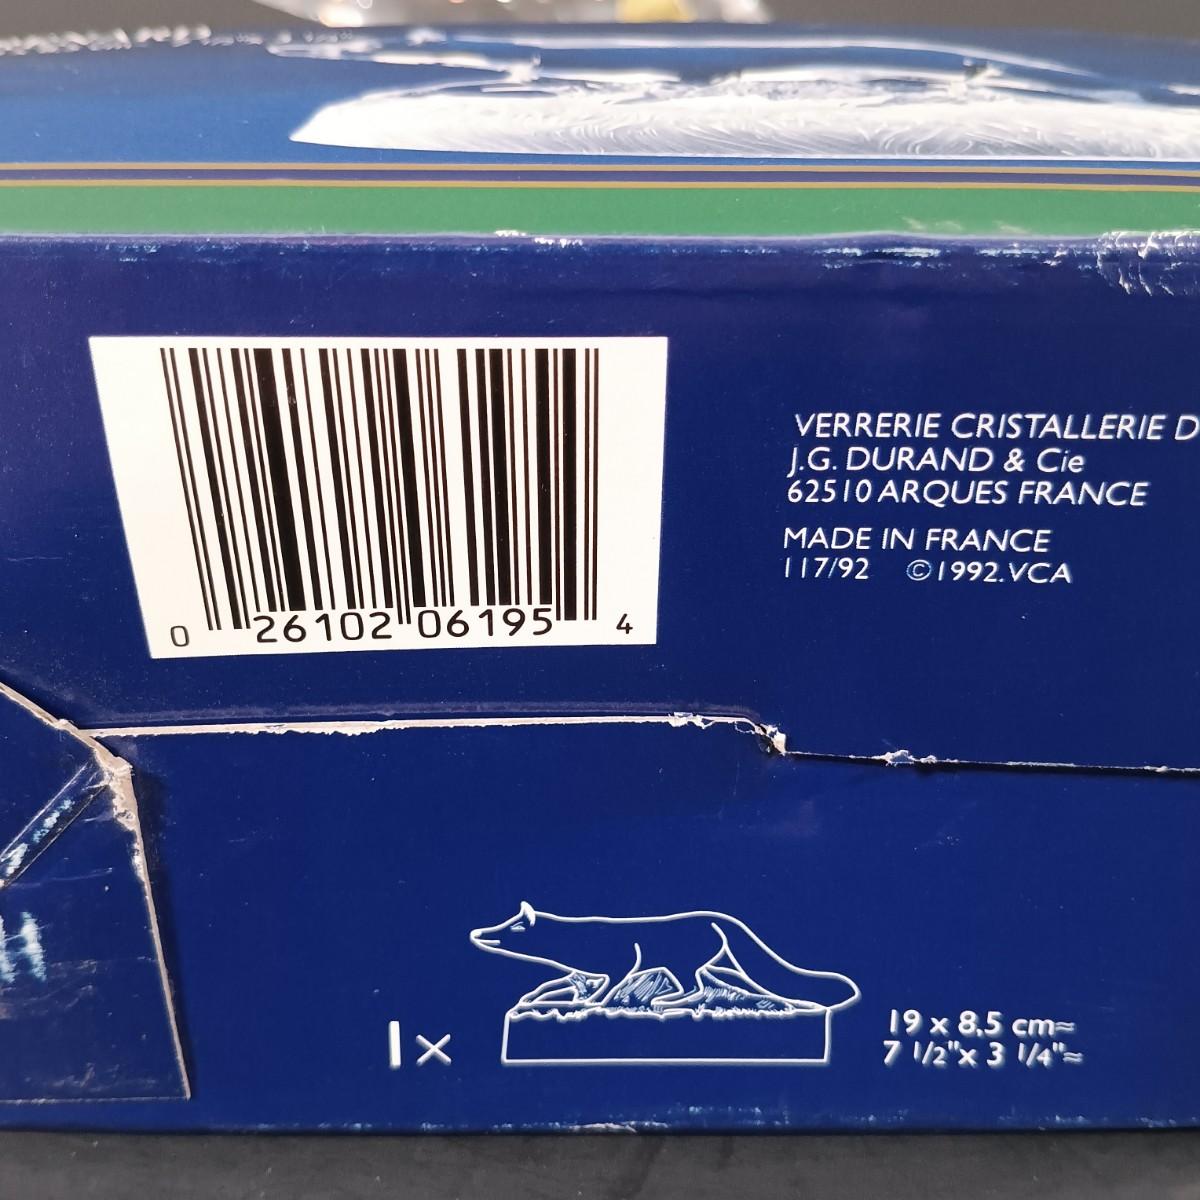 VERRERIE CRISTALLERIE D
J.G. DURAND & Cie
62510 ARQUES FRANCE
MADE IN FRANCE
117/92 ©1992.VCA
0 26102 06195 4
1 x
19 x 8,5 cm≈
7 1/2"x 3 1/4"≈